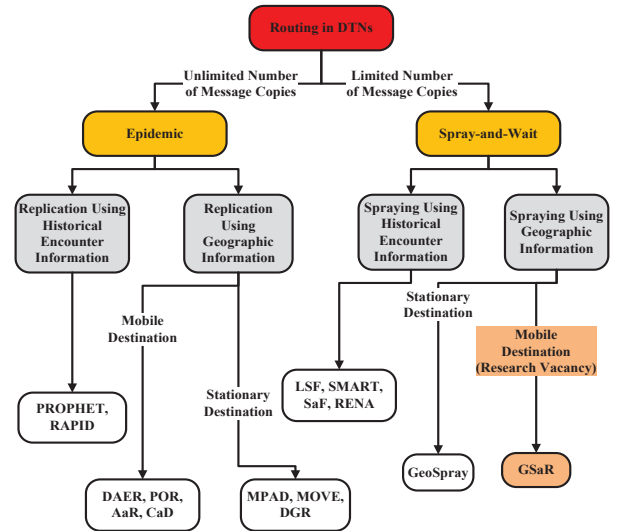 Routing in DTNs
Unlimited Number
of Message Copies
Limited Number
of Message Copies
Epidemic
Spray-and-Wait
Replication Using
Historical
Encounter
Information
Replication
Using
Geographic
Information
Spraying Using
Historical
Encounter
Information
Spraying Using
Geographic
Information
Mobile
Destination
Stationary
Destination
Stationary
Destination
Mobile
Destination
(Research Vacancy)
PROPHET,
RAPID
LSF, SMART,
SaF, RENA
DAER, POR,
AaR, CaD
MPAD, MOVE,
DGR
GeoSpray
GSaR